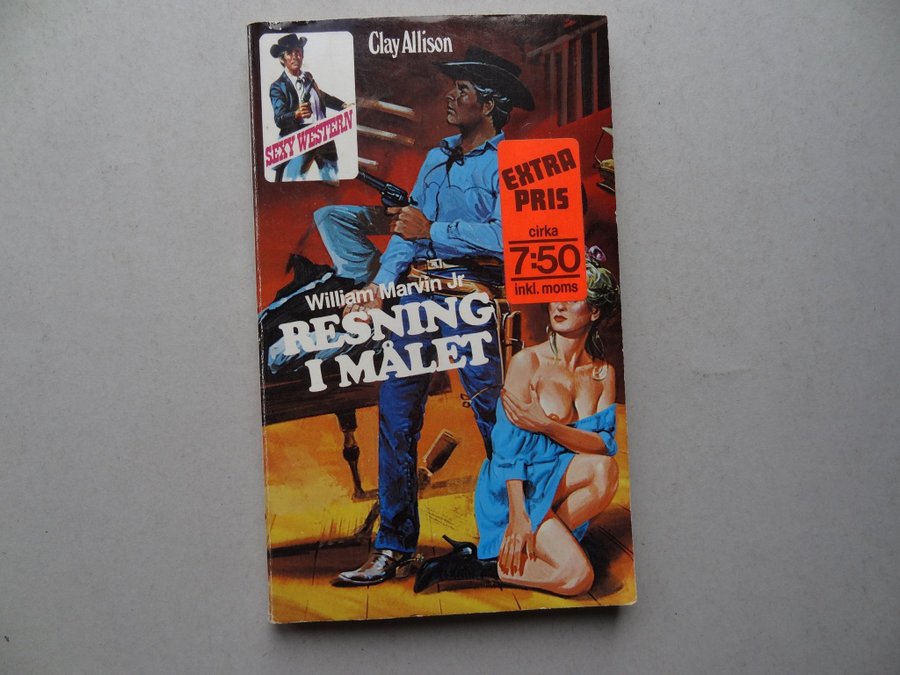 Clay Allison
SEXY WESTERN
EXTRA
PRIS
cirka
7:50
inkl. moms
William Marvin Jr
RESNING
I MÅLET